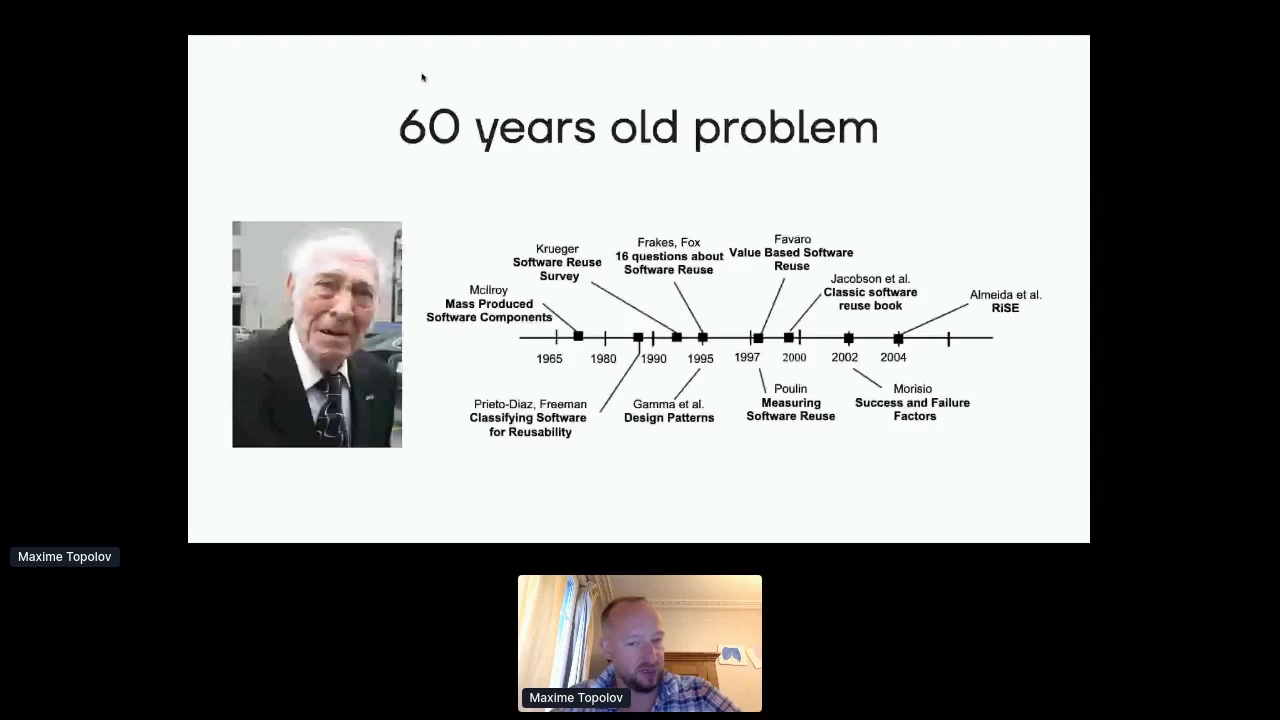 60 years old problem
Krueger
Software Reuse
Survey
Frakes, Fox
16 questions about
Software Reuse
Favaro
Value Based Software
Reuse
McIlroy
Mass Produced
Software Components
Jacobson et al.
Classic software
reuse book
Almeida et al.
RiSE
1965 1980 1990 1995 1997 2000 2002 2004
Prieto-Diaz, Freeman
Classifying Software
for Reusability
Gamma et al.
Design Patterns
Poulin
Measuring
Software Reuse
Morisio
Success and Failure
Factors
Maxime Topolov
Maxime Topolov